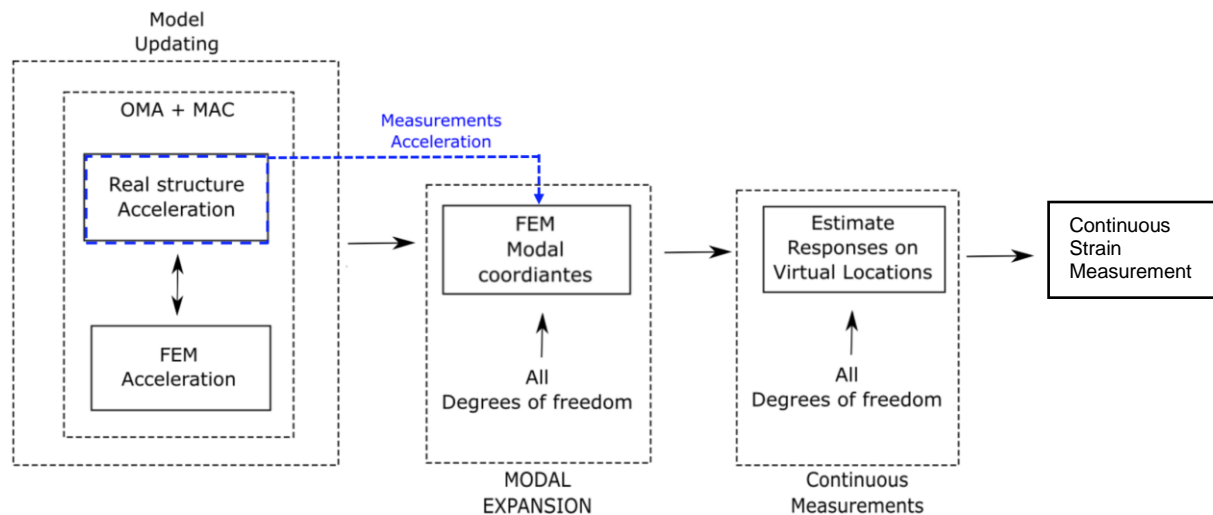 Model
Updating
OMA + MAC
Measurements
Acceleration
Real structure
Acceleration
FEM
Acceleration
FEM
Modal
coordiantes
All
Degrees of freedom
MODAL
EXPANSION
Estimate
Responses on
Virtual Locations
All
Degrees of freedom
Continuous
Measurements
Continuous
Strain
Measurement